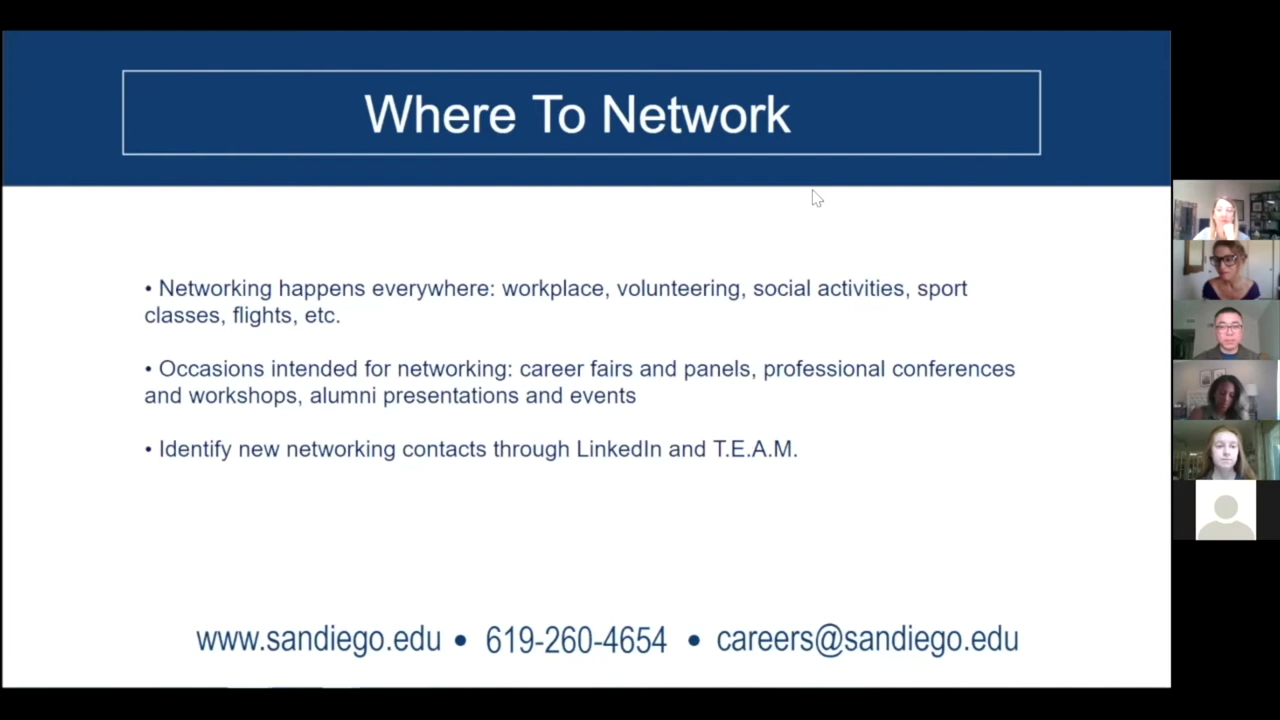 Where To Network
• Networking happens everywhere: workplace, volunteering, social activities, sport
classes, flights, etc.
• Occasions intended for networking: career fairs and panels, professional conferences
and workshops, alumni presentations and events
• Identify new networking contacts through LinkedIn and T.E.A.M.
www.sandiego.edu • 619-260-4654 • careers@sandiego.edu